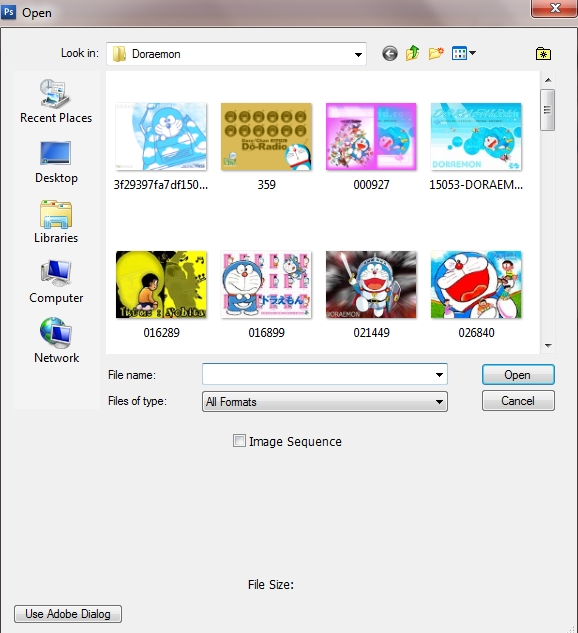 Ps Open
Look in: Doraemon
Recent Places
Desktop
Libraries
Computer
Network
3f29397fa7df150... 359 000927 15053-DORAEM...
Dó-Radio
DORAEMON
016289 016899 021449 026840
ドラえもん
DORAEMON
File name:
Open
Files of type: All Formats
Cancel
Image Sequence
File Size:
Use Adobe Dialog